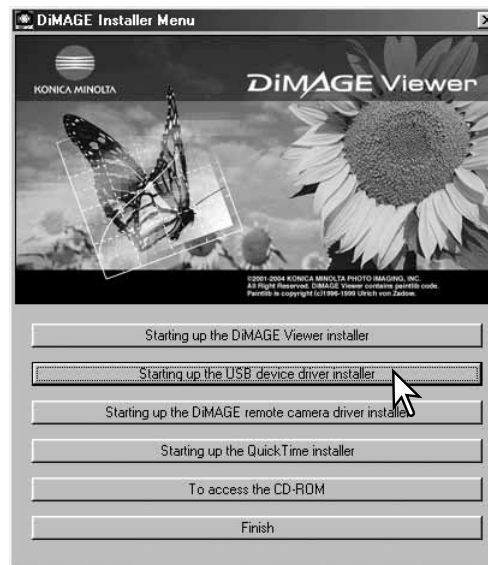 DiMAGE Installer Menu
KONICA MINOLTA
DiMAGE Viewer
©2001-2004 KONICA MINOLTA PHOTO IMAGING, INC.
All Right Reserved. DiMAGE Viewer contains paintlib code.
Paintlib is copyright (c)1996-1999 Ulrich von Zadow.
Starting up the DiMAGE Viewer installer
Starting up the USB device driver installer
Starting up the DiMAGE remote camera driver installer
Starting up the QuickTime installer
To access the CD-ROM
Finish